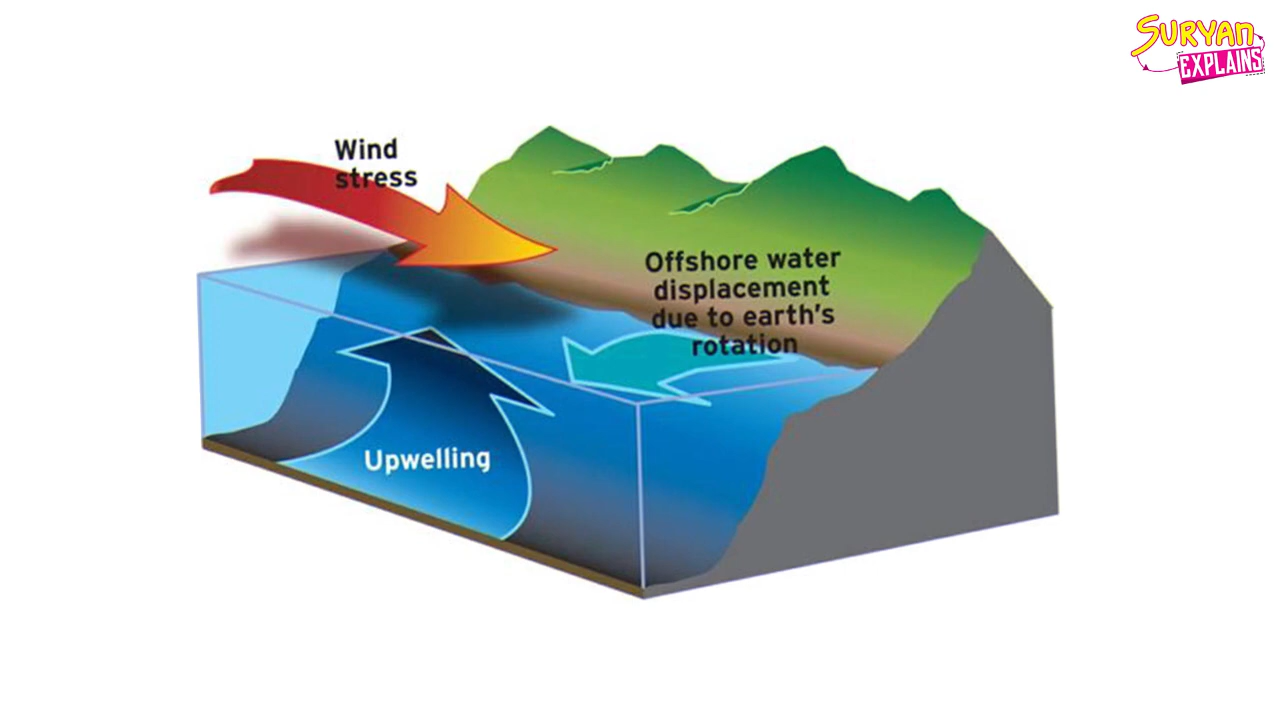 SURYAN
EXPLAINS
Wind
stress
Offshore water
displacement
due to earth's
rotation
Upwelling